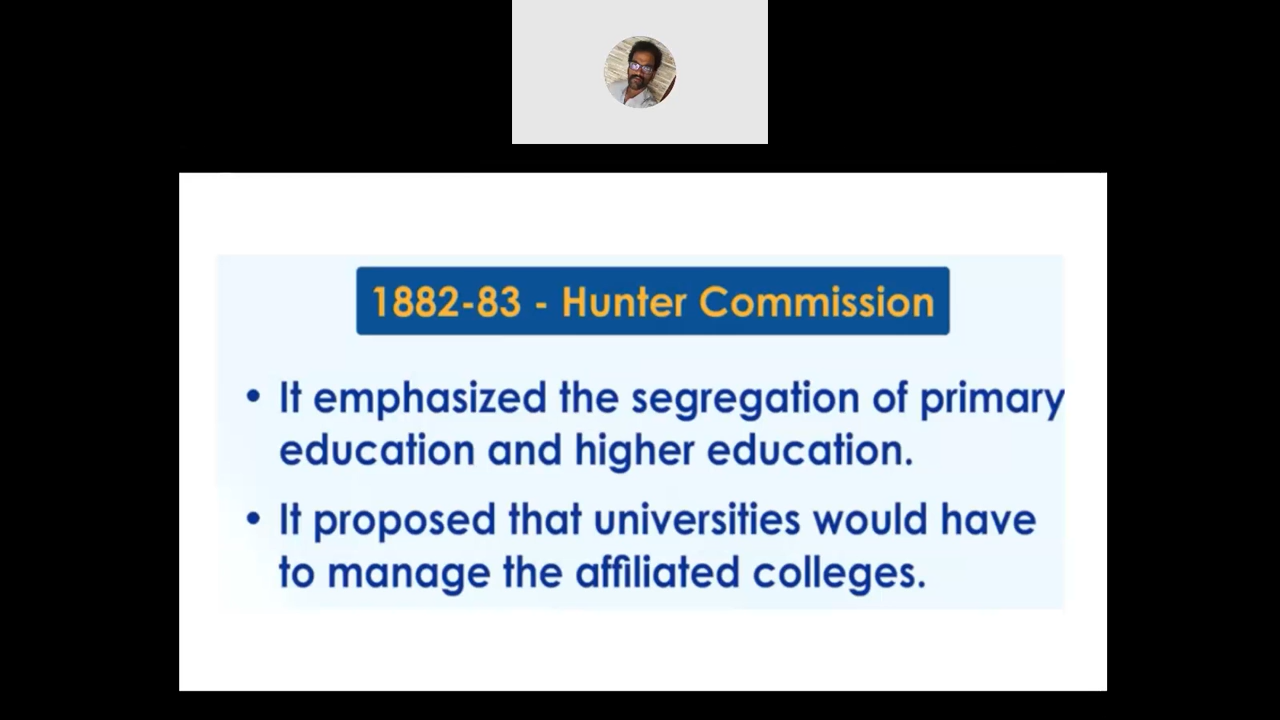 1882-83 - Hunter Commission
• It emphasized the segregation of primary
education and higher education.
• It proposed that universities would have
to manage the affiliated colleges.